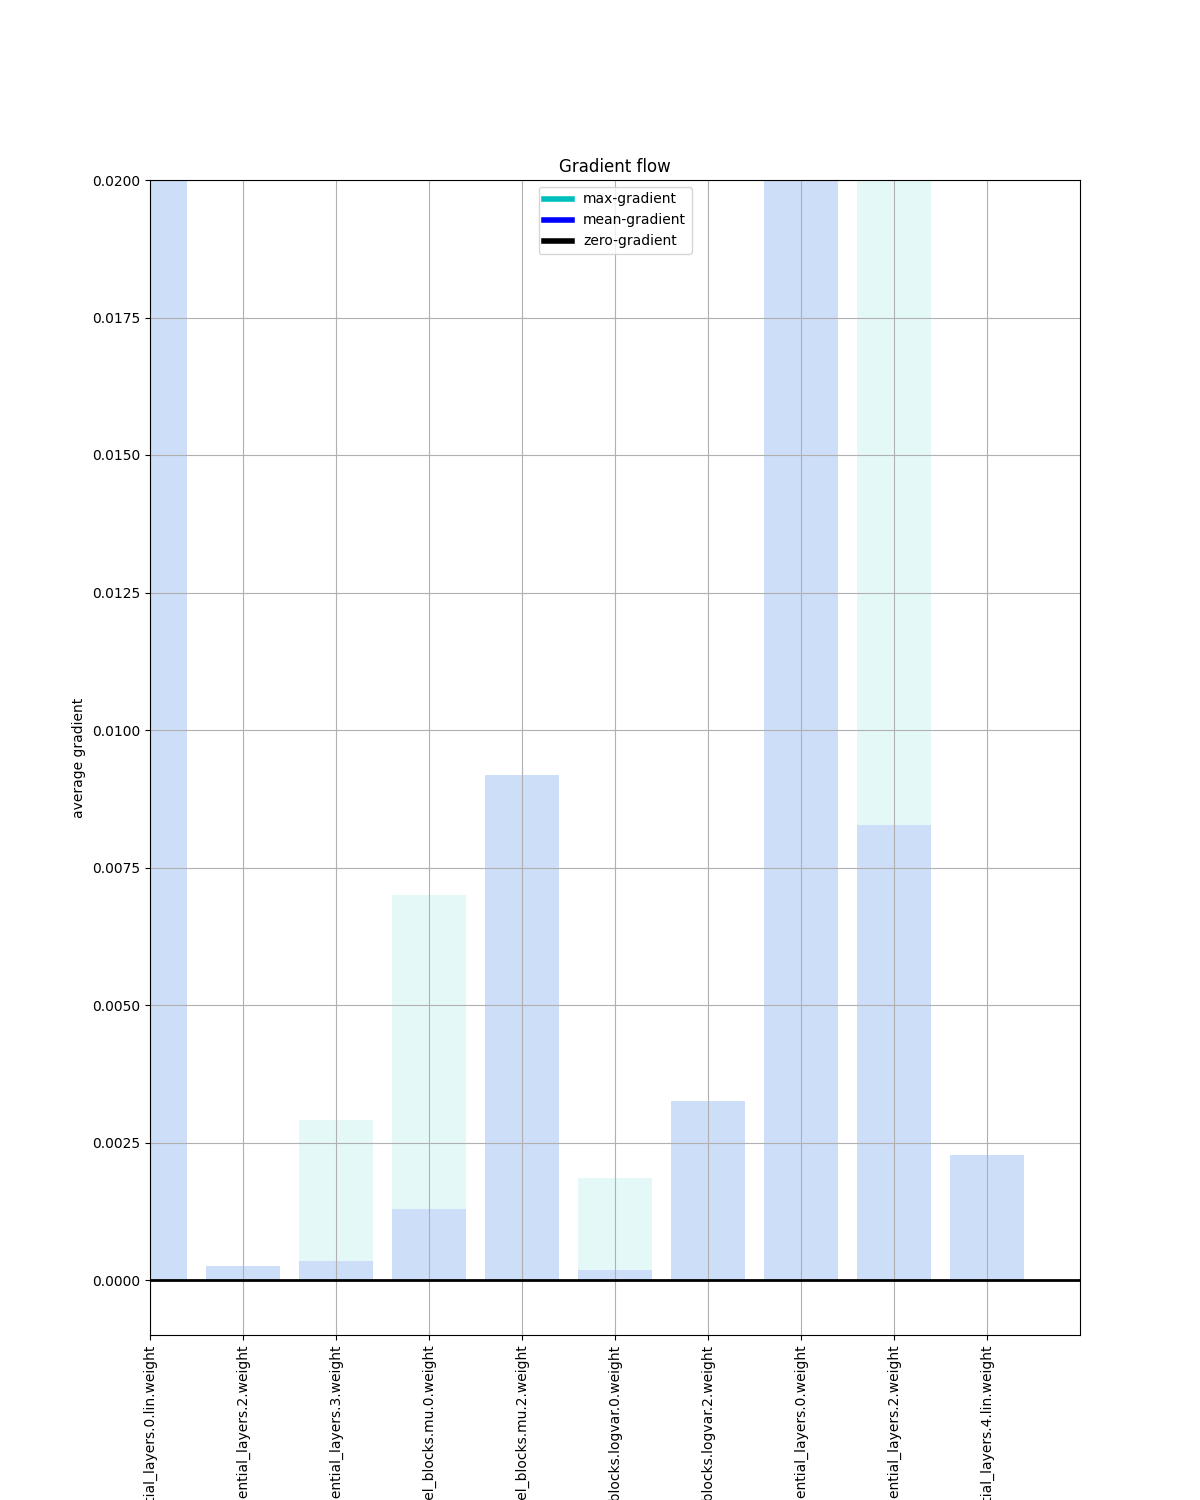 Gradient flow
max-gradient
mean-gradient
zero-gradient
0.0200
0.0175
0.0150
0.0125
0.0100
0.0075
0.0050
0.0025
0.0000
average gradient
tial_layers.0.lin.weight
ential_layers.2.weight
ential_layers.3.weight
el_blocks.mu.0.weight
el_blocks.mu.2.weight
blocks.logvar.0.weight
blocks.logvar.2.weight
ential_layers.0.weight
ential_layers.2.weight
tial_layers.4.lin.weight